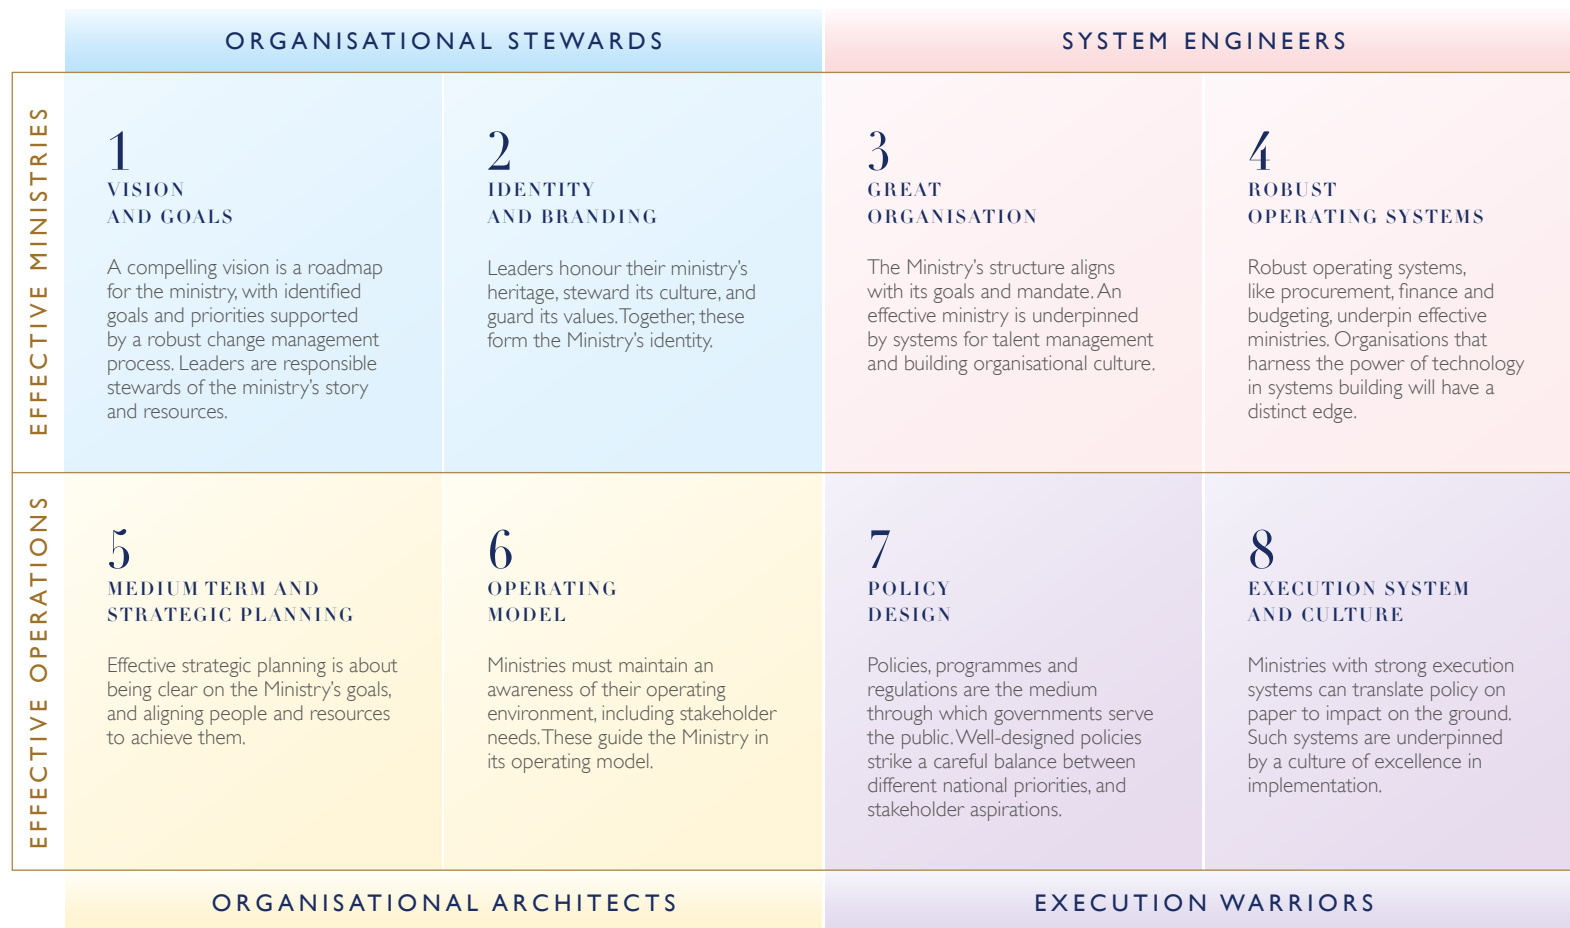 ORGANISATIONAL STEWARDS
SYSTEM ENGINEERS
EFFECTIVE MINISTRIES
1
VISION
AND GOALS
A compelling vision is a roadmap
for the ministry, with identified
goals and priorities supported
by a robust change management
process. Leaders are responsible
stewards of the ministry’s story
and resources.
2
IDENTITY
AND BRANDING
Leaders honour their ministry’s
heritage, steward its culture, and
guard its values. Together, these
form the Ministry’s identity.
3
GREAT
ORGANISATION
The Ministry’s structure aligns
with its goals and mandate. An
effective ministry is underpinned
by systems for talent management
and building organisational culture.
4
ROBUST
OPERATING SYSTEMS
Robust operating systems,
like procurement, finance and
budgeting, underpin effective
ministries. Organisations that
harness the power of technology
in systems building will have a
distinct edge.
EFFECTIVE OPERATIONS
5
MEDIUM TERM AND
STRATEGIC PLANNING
Effective strategic planning is about
being clear on the Ministry’s goals,
and aligning people and resources
to achieve them.
6
OPERATING
MODEL
Ministries must maintain an
awareness of their operating
environment, including stakeholder
needs. These guide the Ministry in
its operating model.
7
POLICY
DESIGN
Policies, programmes and
regulations are the medium
through which governments serve
the public. Well-designed policies
strike a careful balance between
different national priorities, and
stakeholder aspirations.
8
EXECUTION SYSTEM
AND CULTURE
Ministries with strong execution
systems can translate policy on
paper to impact on the ground.
Such systems are underpinned
by a culture of excellence in
implementation.
ORGANISATIONAL ARCHITECTS
EXECUTION WARRIORS